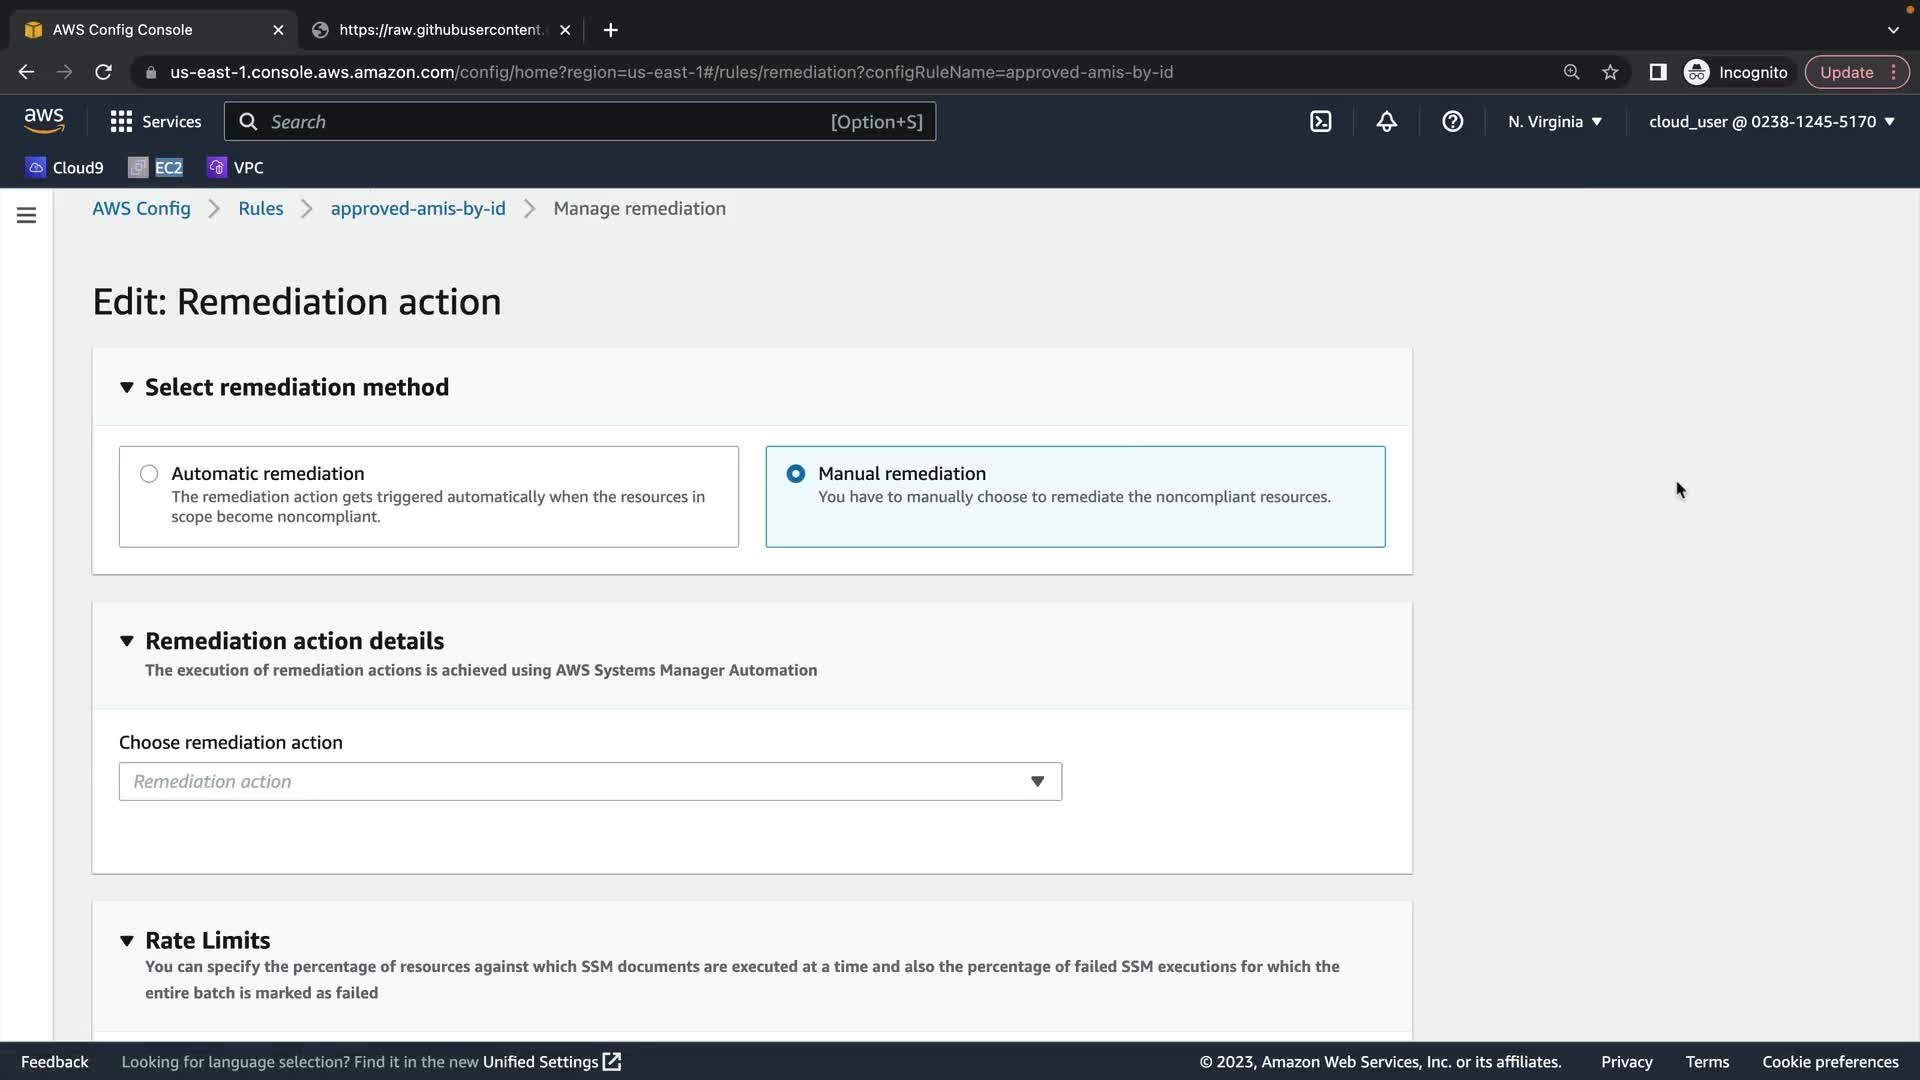 AWS Config Console
https://raw.githubusercontent.
us-east-1.console.aws.amazon.com/config/home?region=us-east-1#/rules/remediation?configRuleName=approved-amis-by-id
Incognito
Update
aws
Services
Search
[Option+S]
N. Virginia
cloud_user @ 0238-1245-5170
Cloud9
EC2
VPC
AWS Config
Rules
approved-amis-by-id
Manage remediation
Edit: Remediation action
Select remediation method
Automatic remediation
The remediation action gets triggered automatically when the resources in
scope become noncompliant.
Manual remediation
You have to manually choose to remediate the noncompliant resources.
Remediation action details
The execution of remediation actions is achieved using AWS Systems Manager Automation
Choose remediation action
Remediation action
Rate Limits
You can specify the percentage of resources against which SSM documents are executed at a time and also the percentage of failed SSM executions for which the
entire batch is marked as failed
Feedback
Looking for language selection? Find it in the new Unified Settings
© 2023, Amazon Web Services, Inc. or its affiliates.
Privacy
Terms
Cookie preferences